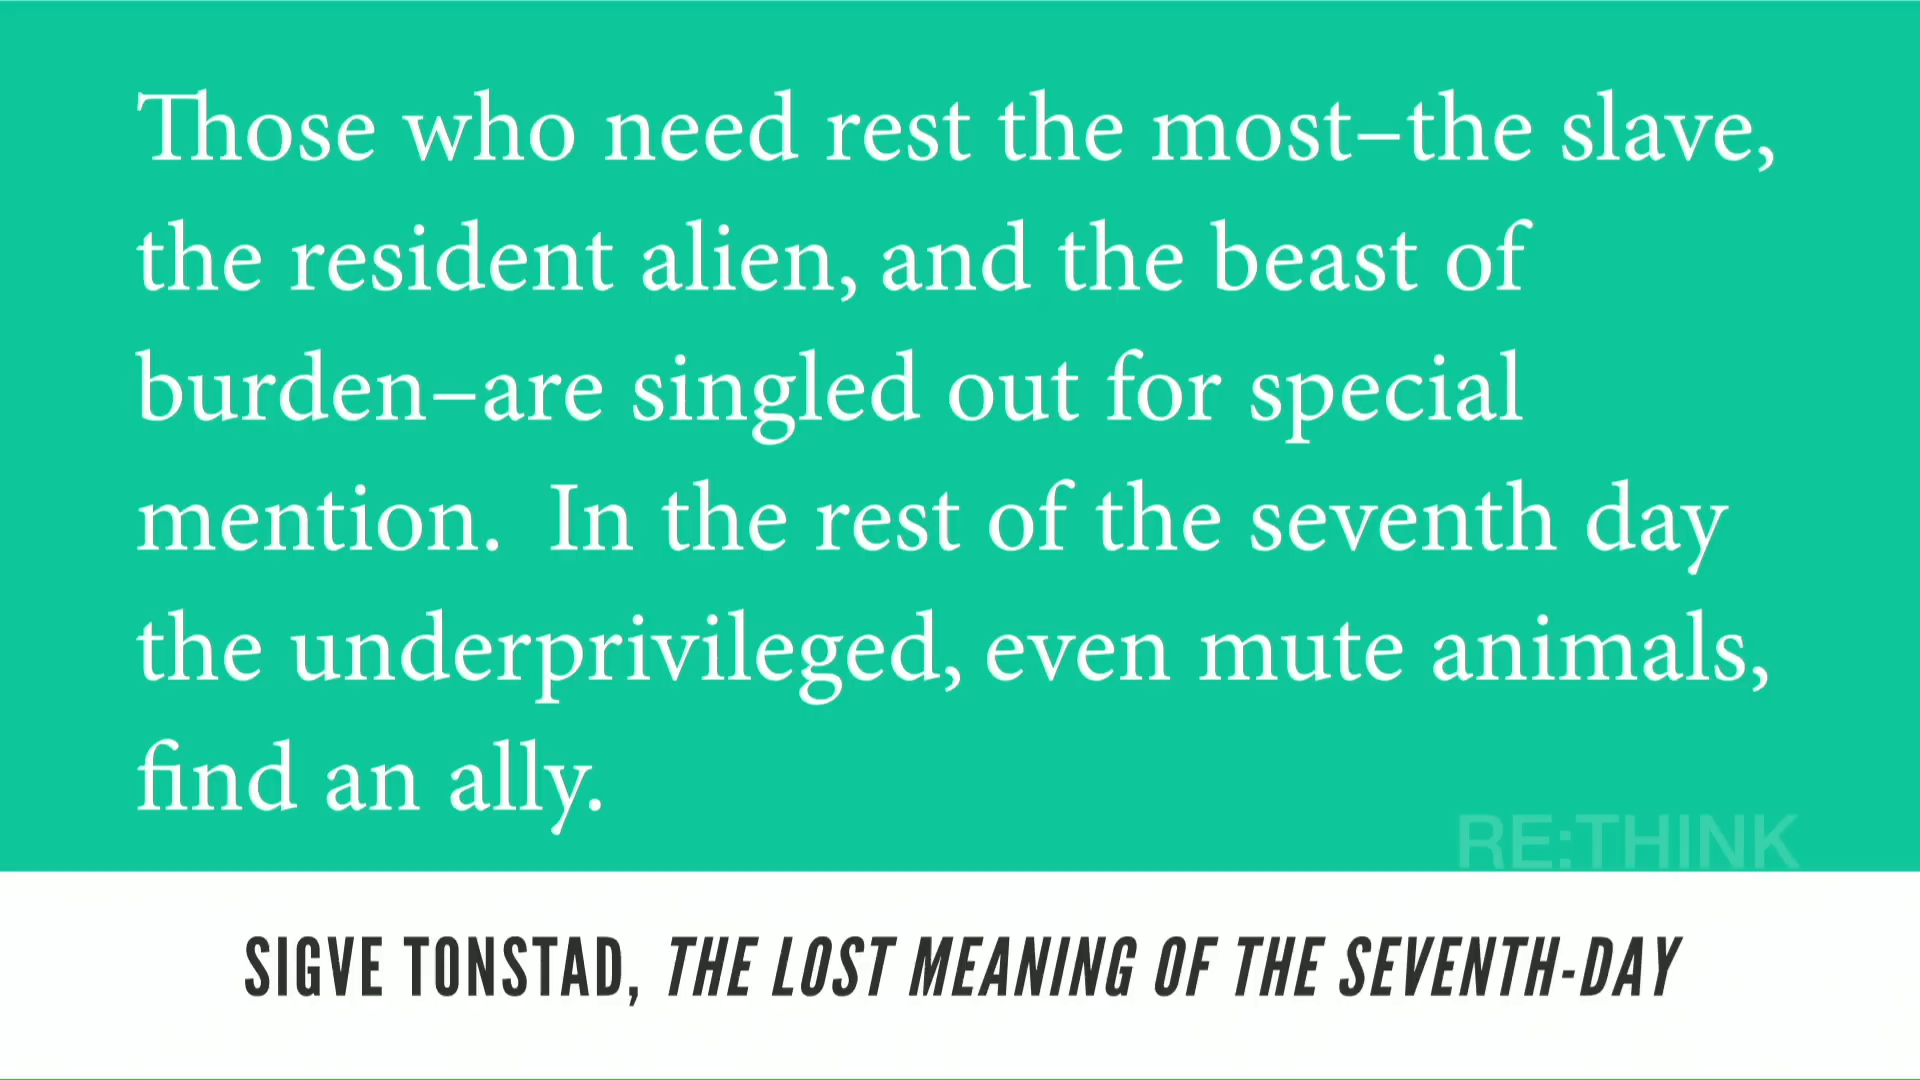 Those who need rest the most–the slave,
the resident alien, and the beast of
burden–are singled out for special
mention.  In the rest of the seventh day
the underprivileged, even mute animals,
find an ally.
RE:THINK
SIGVE TONSTAD, THE LOST MEANING OF THE SEVENTH-DAY